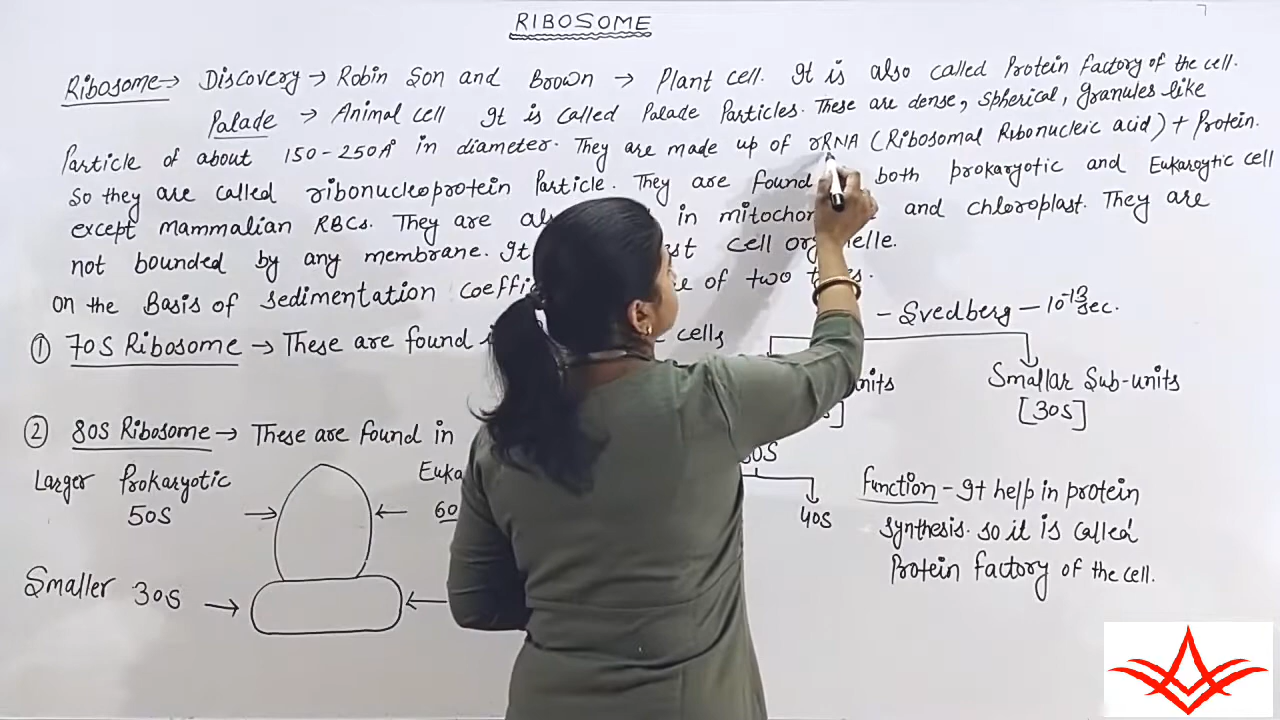 RIBOSOME
Ribosome → Discovery → Robin Son and Brown → Plant cell. It is also called Protein factory of the cell.
Palade → Animal cell It is called Palade Particles. These are dense, spherical, granules like
Particle of about 150-250A° in diameter. They are made up of rRNA (Ribosomal Ribonucleic acid) + Protein.
So they are called ribonucleoprotein Particle. They are found both prokaryotic and Eukaroytic cell
except mammalian RBCs. They are in and chloroplast. They are
not bounded by any membrane. It cell
on the Basis of sedimentation of two
- Svedberg - 10⁻¹³ sec.
① 70S Ribosome → These are found cells
Smallar Sub-units
[30S]
② 80S Ribosome → These are found in
Larger Prokaryotic
50S
60
40S
Smaller 30S
Function - It help in protein
synthesis. so it is called
Protein factory of the cell.